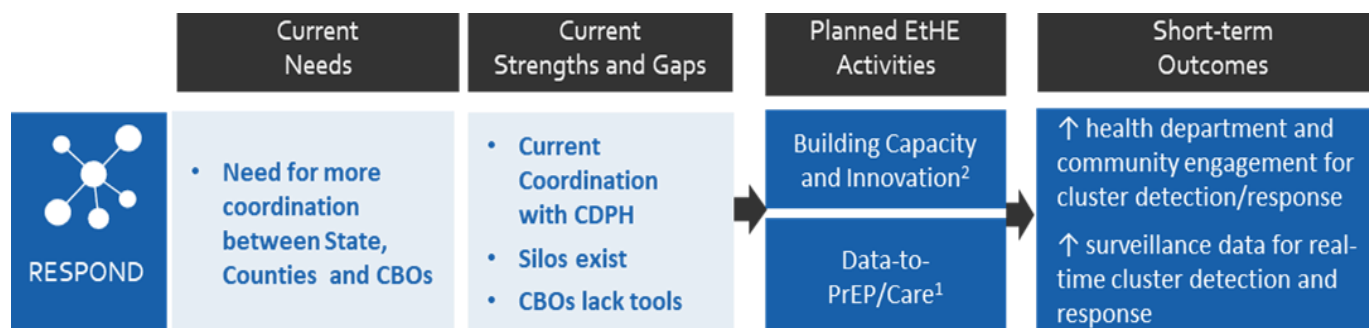 Current
Needs
Current
Strengths and Gaps
Planned EtHE
Activities
Short-term
Outcomes
RESPOND
• Need for more
coordination
between State,
Counties and CBOs
• Current
Coordination
with CDPH
• Silos exist
• CBOs lack tools
Building Capacity
and Innovation²
Data-to-
PrEP/Care¹
↑ health department and
community engagement for
cluster detection/response
↑ surveillance data for real-
time cluster detection and
response